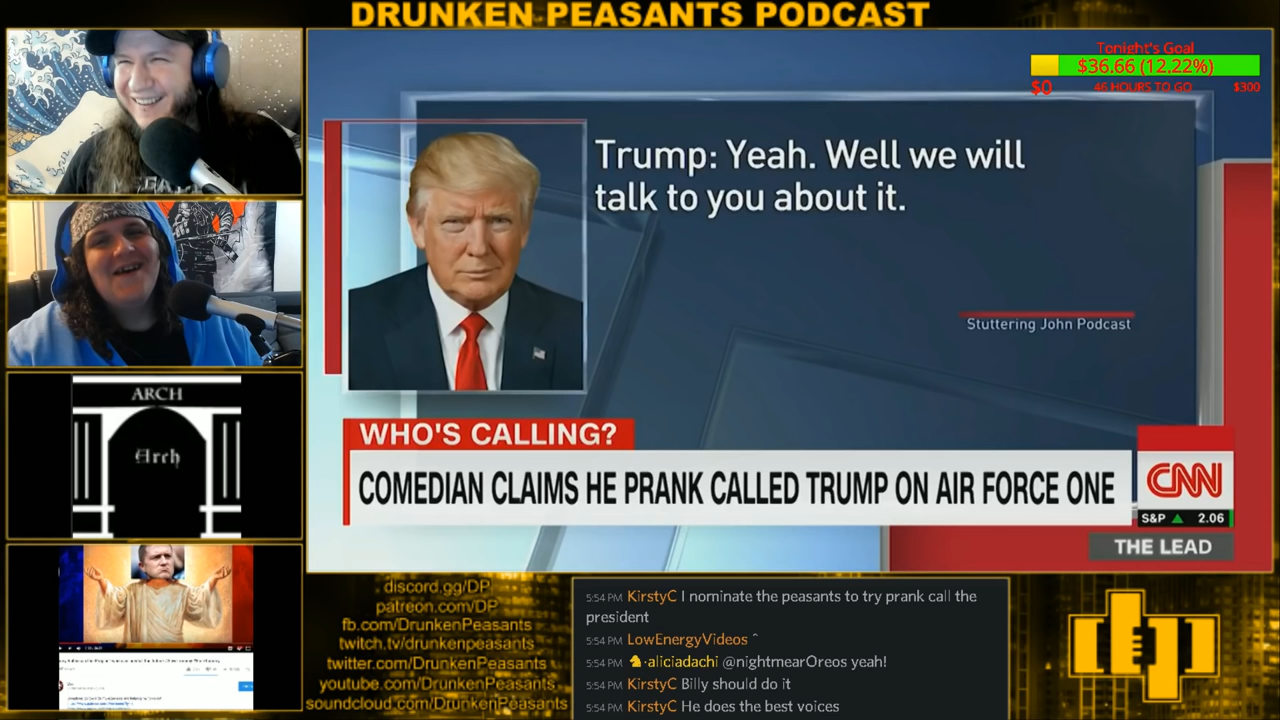 DRUNKEN PEASANTS PODCAST
Tonight's Goal
$36.66 (12.22%)
$0
46 HOURS TO GO
$300
Trump: Yeah. Well we will
talk to you about it.
Stuttering John Podcast
WHO'S CALLING?
COMEDIAN CLAIMS HE PRANK CALLED TRUMP ON AIR FORCE ONE
CNN
S&P ▲ 2.06
THE LEAD
ARCH
Arch
discord.gg/DP
patreon.com/DP
fb.com/DrunkenPeasants
twitch.tv/drunkenpeasants
twitter.com/DrunkenPeasants
youtube.com/DrunkenPeasants
soundcloud.com/DrunkenPeasants
5:54 PM KirstyC I nominate the peasants to try prank call the
president
5:54 PM LowEnergyVideos ^
5:54 PM aliciadachi @nightmearOreos yeah!
5:54 PM KirstyC Billy should do it
5:54 PM KirstyC He does the best voices